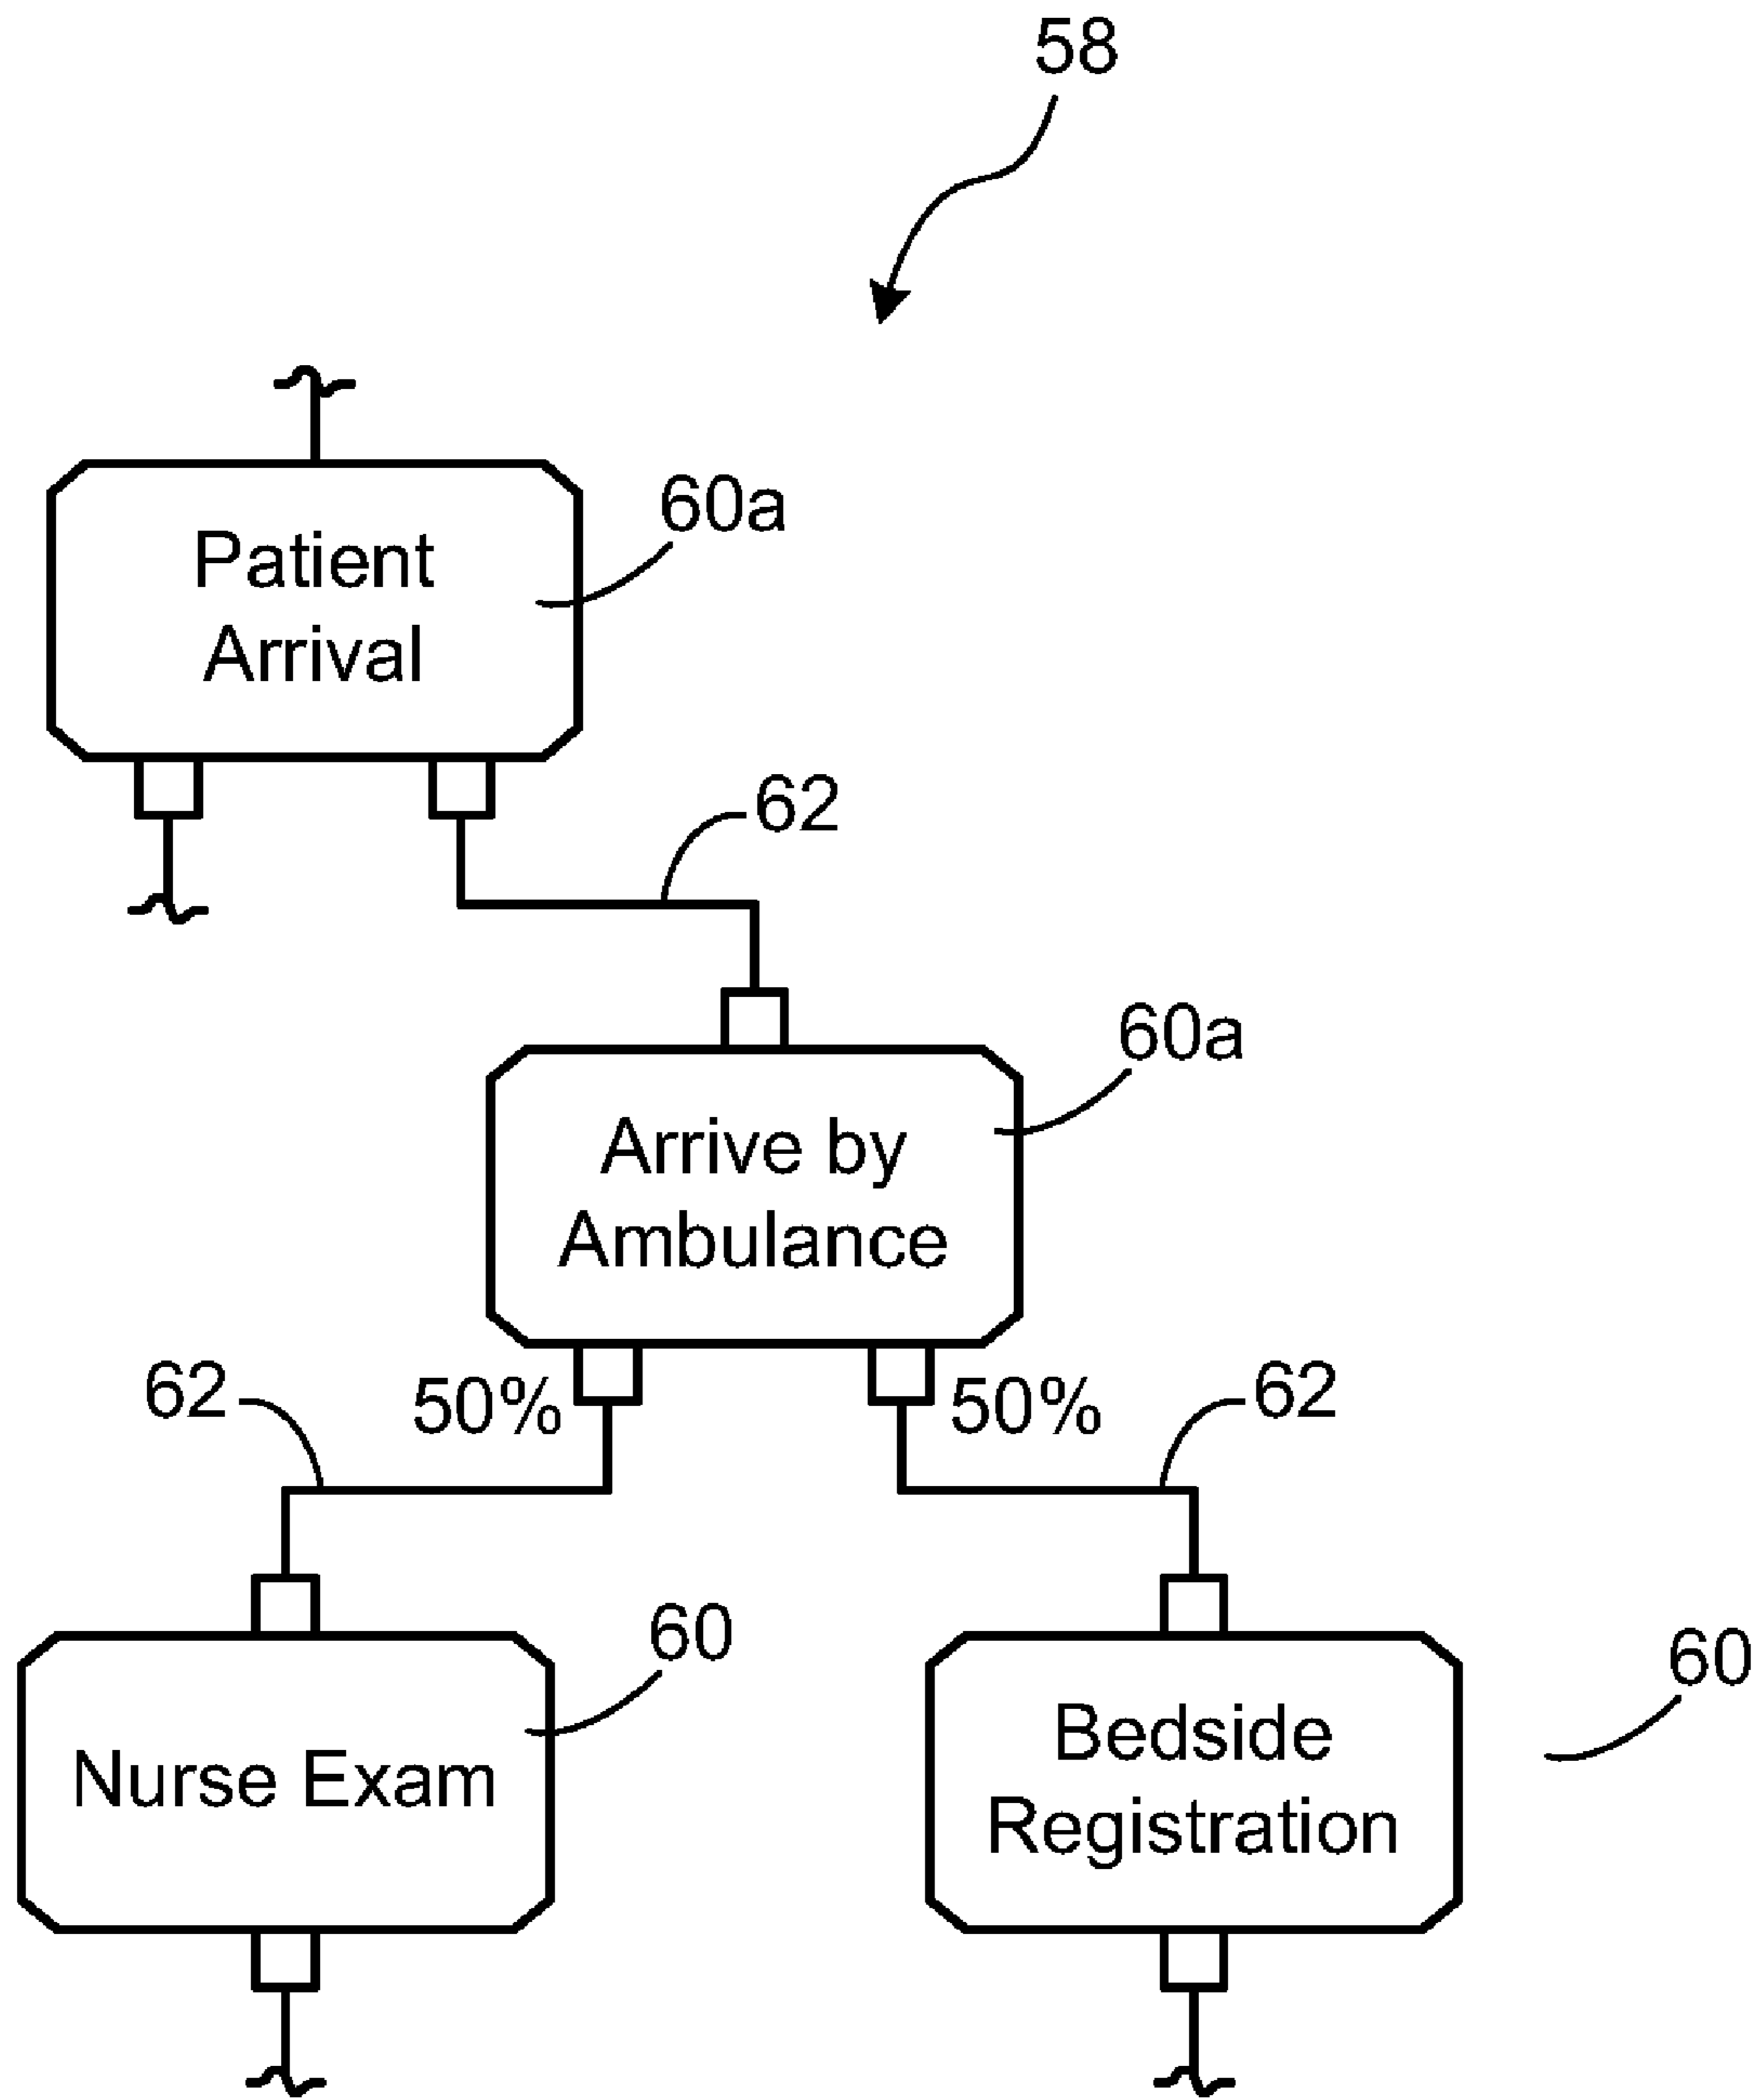 58
60a
Patient
Arrival
62
60a
Arrive by
Ambulance
62
50%
50%
62
60
60
Nurse Exam
Bedside
Registration